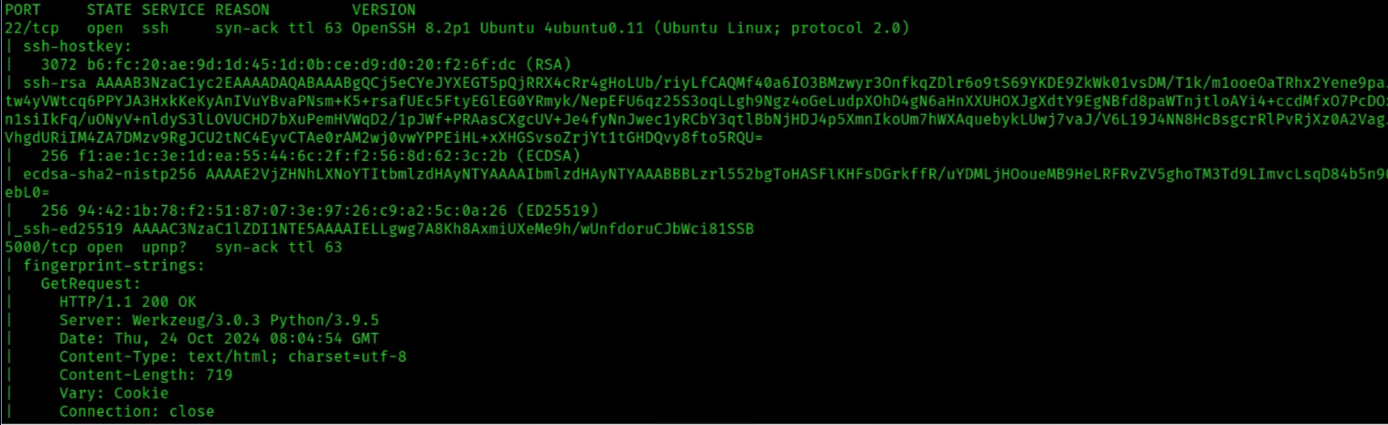 PORT     STATE SERVICE REASON         VERSION
22/tcp   open  ssh     syn-ack ttl 63 OpenSSH 8.2p1 Ubuntu 4ubuntu0.11 (Ubuntu Linux; protocol 2.0)
| ssh-hostkey:
|   3072 b6:fc:20:ae:9d:1d:45:1d:0b:ce:d9:d0:20:f2:6f:dc (RSA)
| ssh-rsa AAAAB3NzaC1yc2EAAAADAQABAAABgQCj5eCYeJYXEGT5pQjRRX4cRr4gHoLUb/riyLfCAQMf40a6IO3BMzwyr3OnfkqZDlr6o9tS69YKDE9ZkWk01vsDM/T1k/m1ooeOaTRhx2Yene9pa
tw4yVWtcq6PPYJA3HxkKeKyAnIVuYBvaPNsm+K5+rsafUEc5FtyEGlEG0YRmyk/NepEFU6qz25S3oqLLgh9Ngz4oGeLudpXOhD4gN6aHnXXUHOXJgXdtY9EgNBfd8paWTnjtloAYi4+ccdMfxO7PcDO
n1siIkFq/uONyV+nldyS3lLOVUCHD7bXuPemHVWqD2/1pJWf+PRAasCXgcUV+Je4fyNnJwec1yRCbY3qtlBbNjHDJ4p5XmnIkoUm7hWXAquebykLUwj7vaJ/V6L19J4NN8HcBsgcrRlPvRjXz0A2Vag
VhgdURiIM4ZA7DMzv9RgJCU2tNC4EyvCTAe0rAM2wj0vwYPPEiHL+xXHGSvsoZrjYt1tGHDQvy8fto5RQU=
|   256 f1:ae:1c:3e:1d:ea:55:44:6c:2f:f2:56:8d:62:3c:2b (ECDSA)
| ecdsa-sha2-nistp256 AAAAE2VjZHNhLXNoYTItbmlzdHAyNTYAAAAIbmlzdHAyNTYAAABBBLzrl552bgToHASFlKHFsDGrkffR/uYDMLjHOoueMB9HeLRFRvZV5ghoTM3Td9LImvcLsqD84b5n90
ebL0=
|   256 94:42:1b:78:f2:51:87:07:3e:97:26:c9:a2:5c:0a:26 (ED25519)
|_ssh-ed25519 AAAAC3NzaC1lZDI1NTE5AAAAIELLgwg7A8Kh8AxmiUXeMe9h/wUnfdoruCJbWci81SSB
5000/tcp open  upnp?   syn-ack ttl 63
| fingerprint-strings:
|   GetRequest:
|     HTTP/1.1 200 OK
|     Server: Werkzeug/3.0.3 Python/3.9.5
|     Date: Thu, 24 Oct 2024 08:04:54 GMT
|     Content-Type: text/html; charset=utf-8
|     Content-Length: 719
|     Vary: Cookie
|     Connection: close